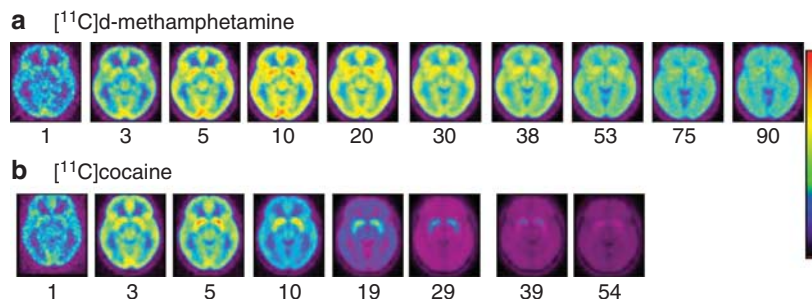 a [¹¹C]d-methamphetamine
1 3 5 10 20 30 38 53 75 90
b [¹¹C]cocaine
1 3 5 10 19 29 39 54